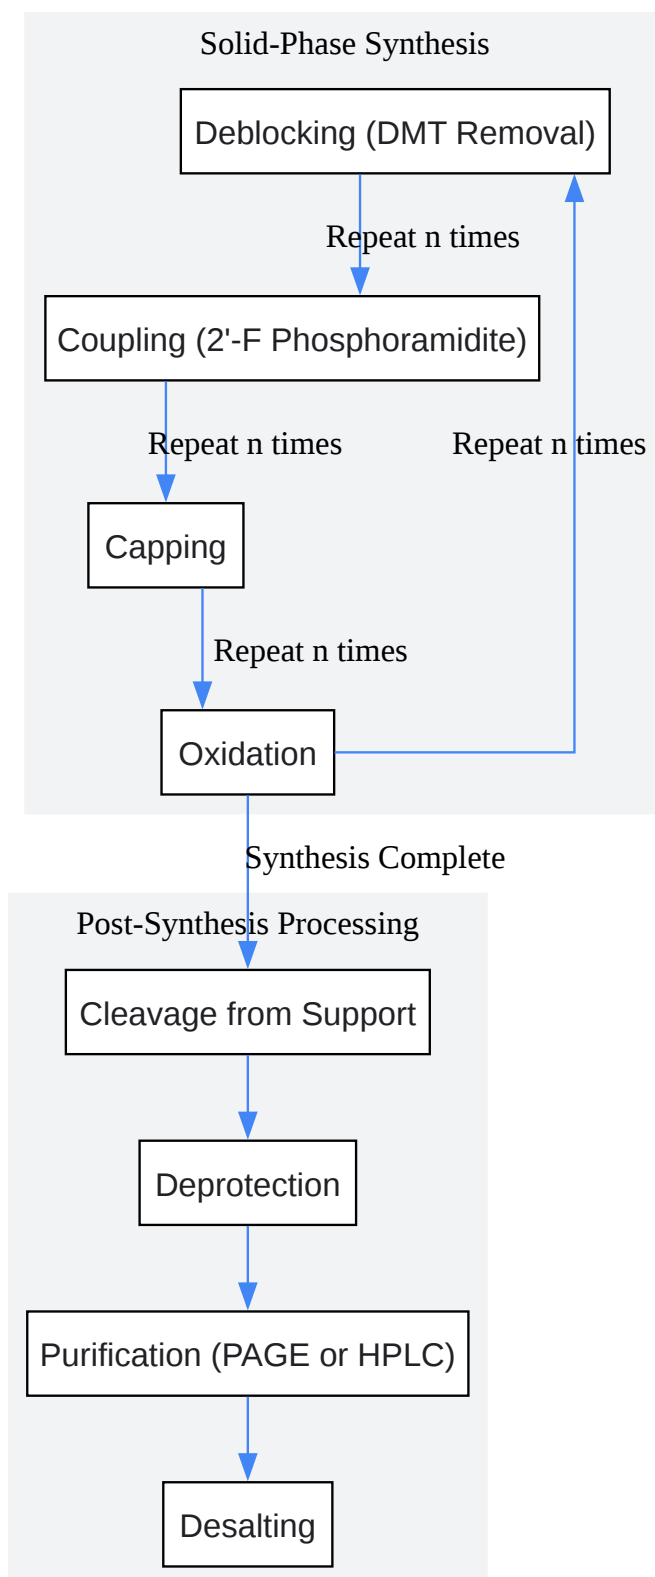 Solid-Phase Synthesis
Deblocking (DMT Removal)
Repeat n times
Coupling (2'-F Phosphoramidite)
Repeat n times
Repeat n times
Capping
Repeat n times
Oxidation
Synthesis Complete
Post-Synthesis Processing
Cleavage from Support
Deprotection
Purification (PAGE or HPLC)
Desalting